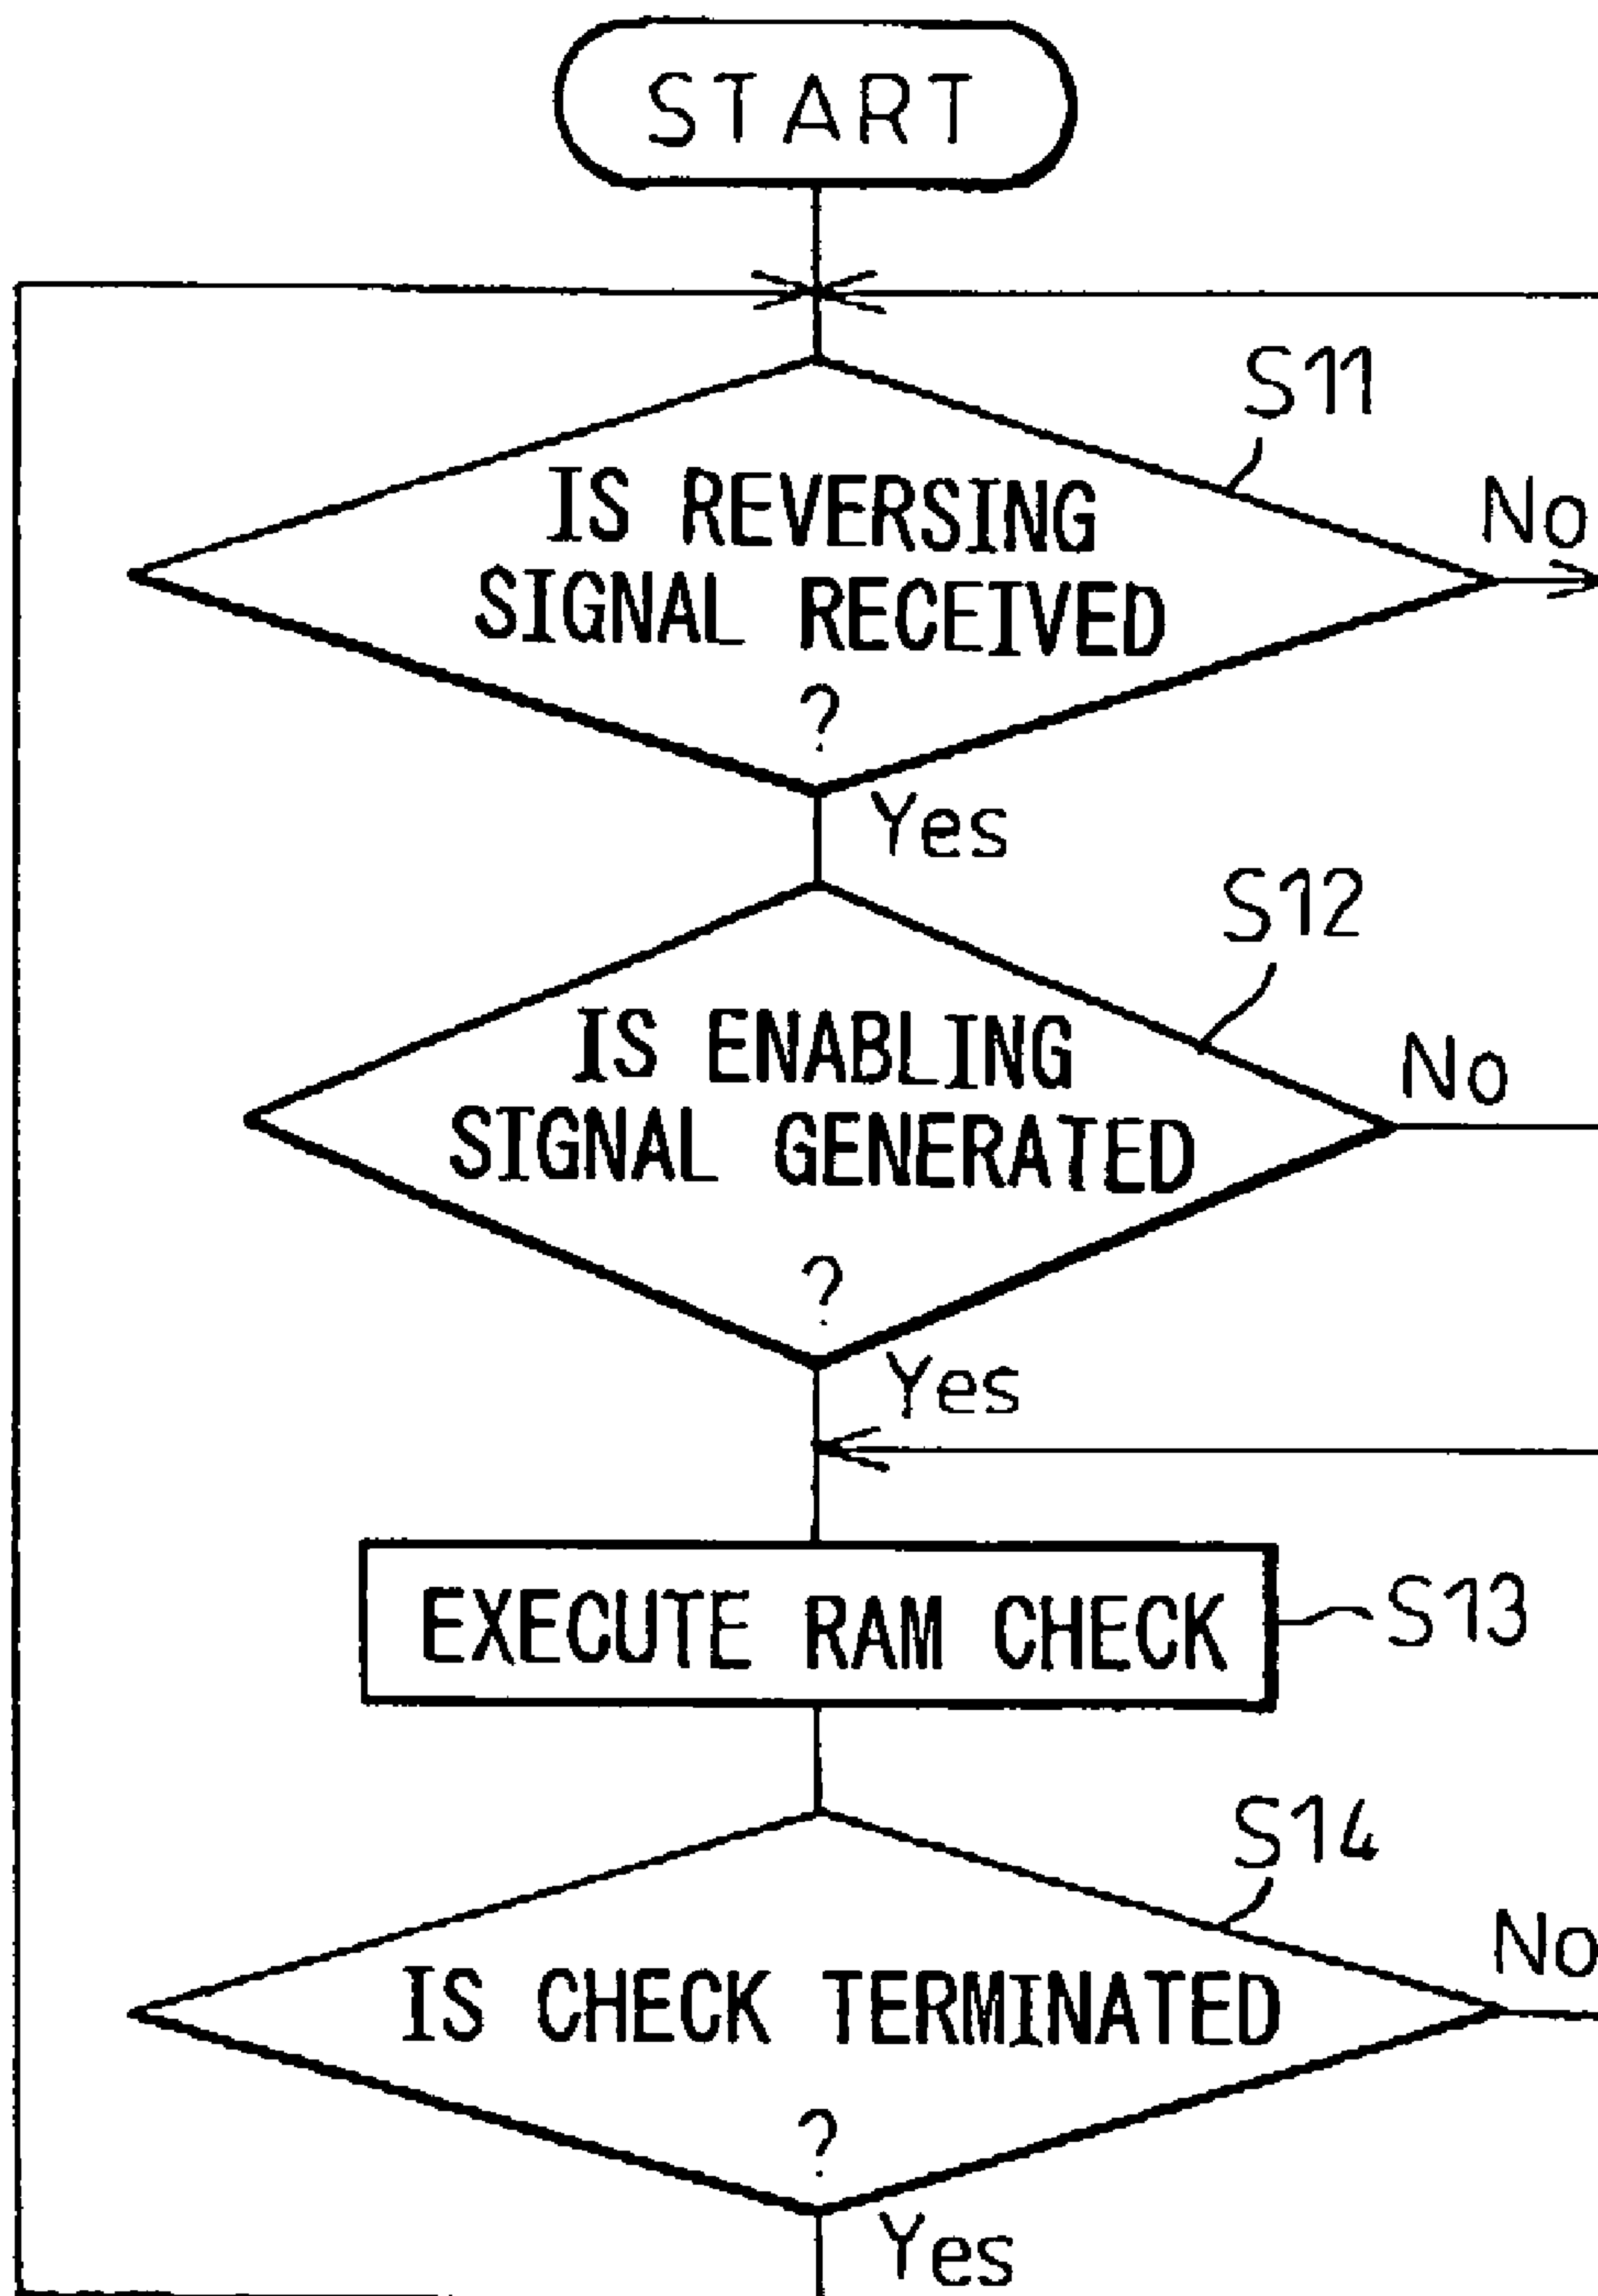 START
S11
IS REVERSING
SIGNAL RECEIVED
?
No
Yes
S12
IS ENABLING
SIGNAL GENERATED
?
No
Yes
EXECUTE RAM CHECK
S13
S14
IS CHECK TERMINATED
?
No
Yes